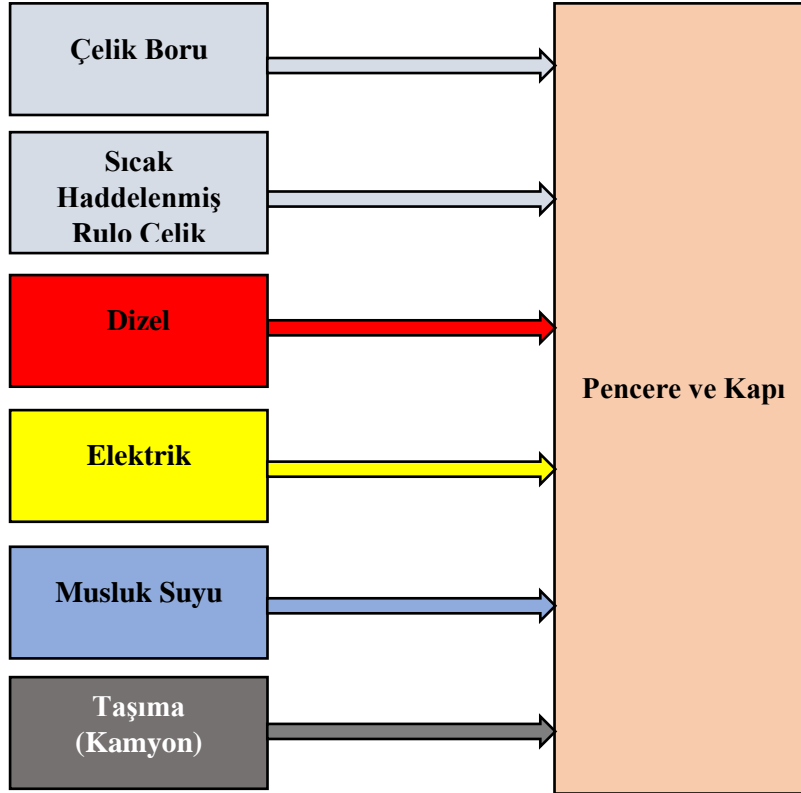 Çelik Boru
Sıcak
Haddelenmiş
Rulo Çelik
Dizel
Elektrik
Pencere ve Kapı
Musluk Suyu
Taşıma
(Kamyon)